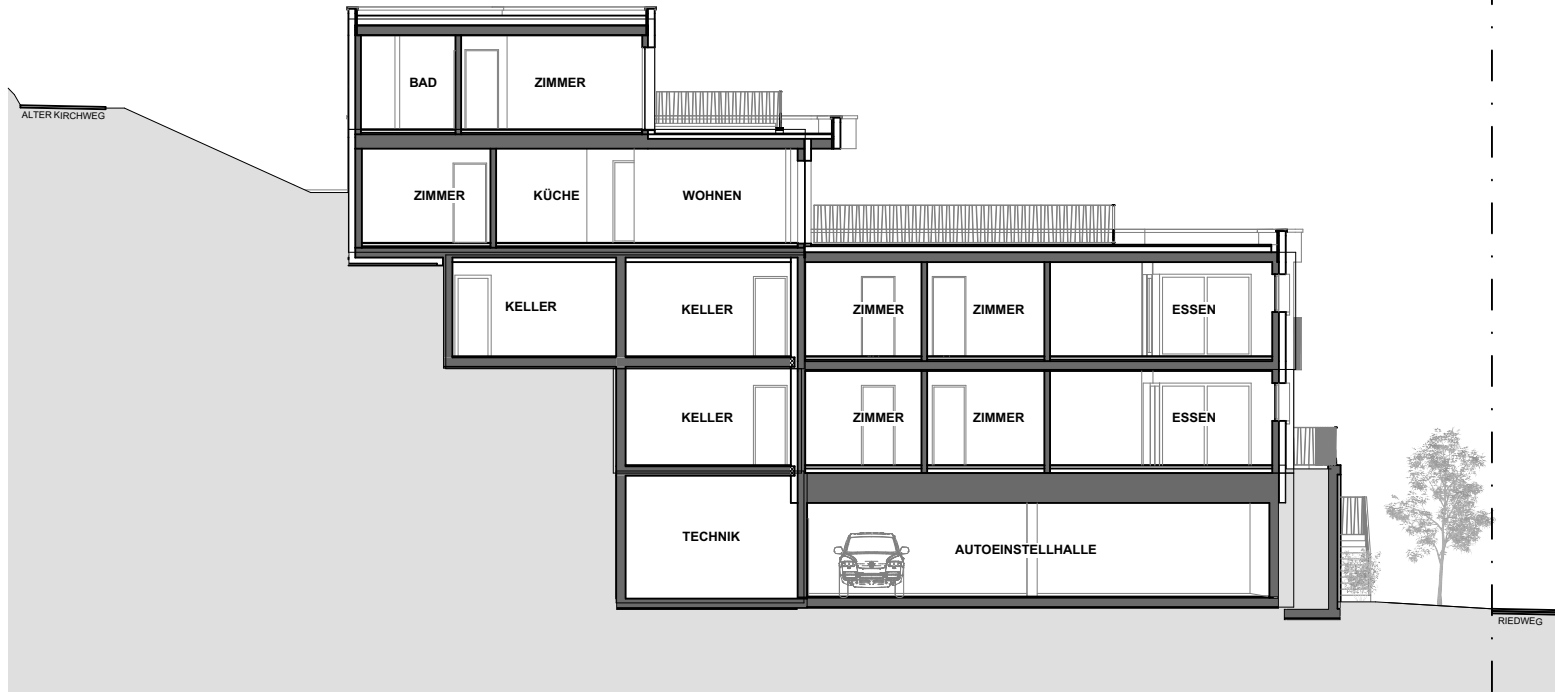 BAD
ZIMMER
ALTER KIRCHWEG
ZIMMER
KÜCHE
WOHNEN
KELLER
KELLER
ZIMMER
ZIMMER
ESSEN
KELLER
ZIMMER
ZIMMER
ESSEN
TECHNIK
AUTOEINSTELLHALLE
RIEDWEG